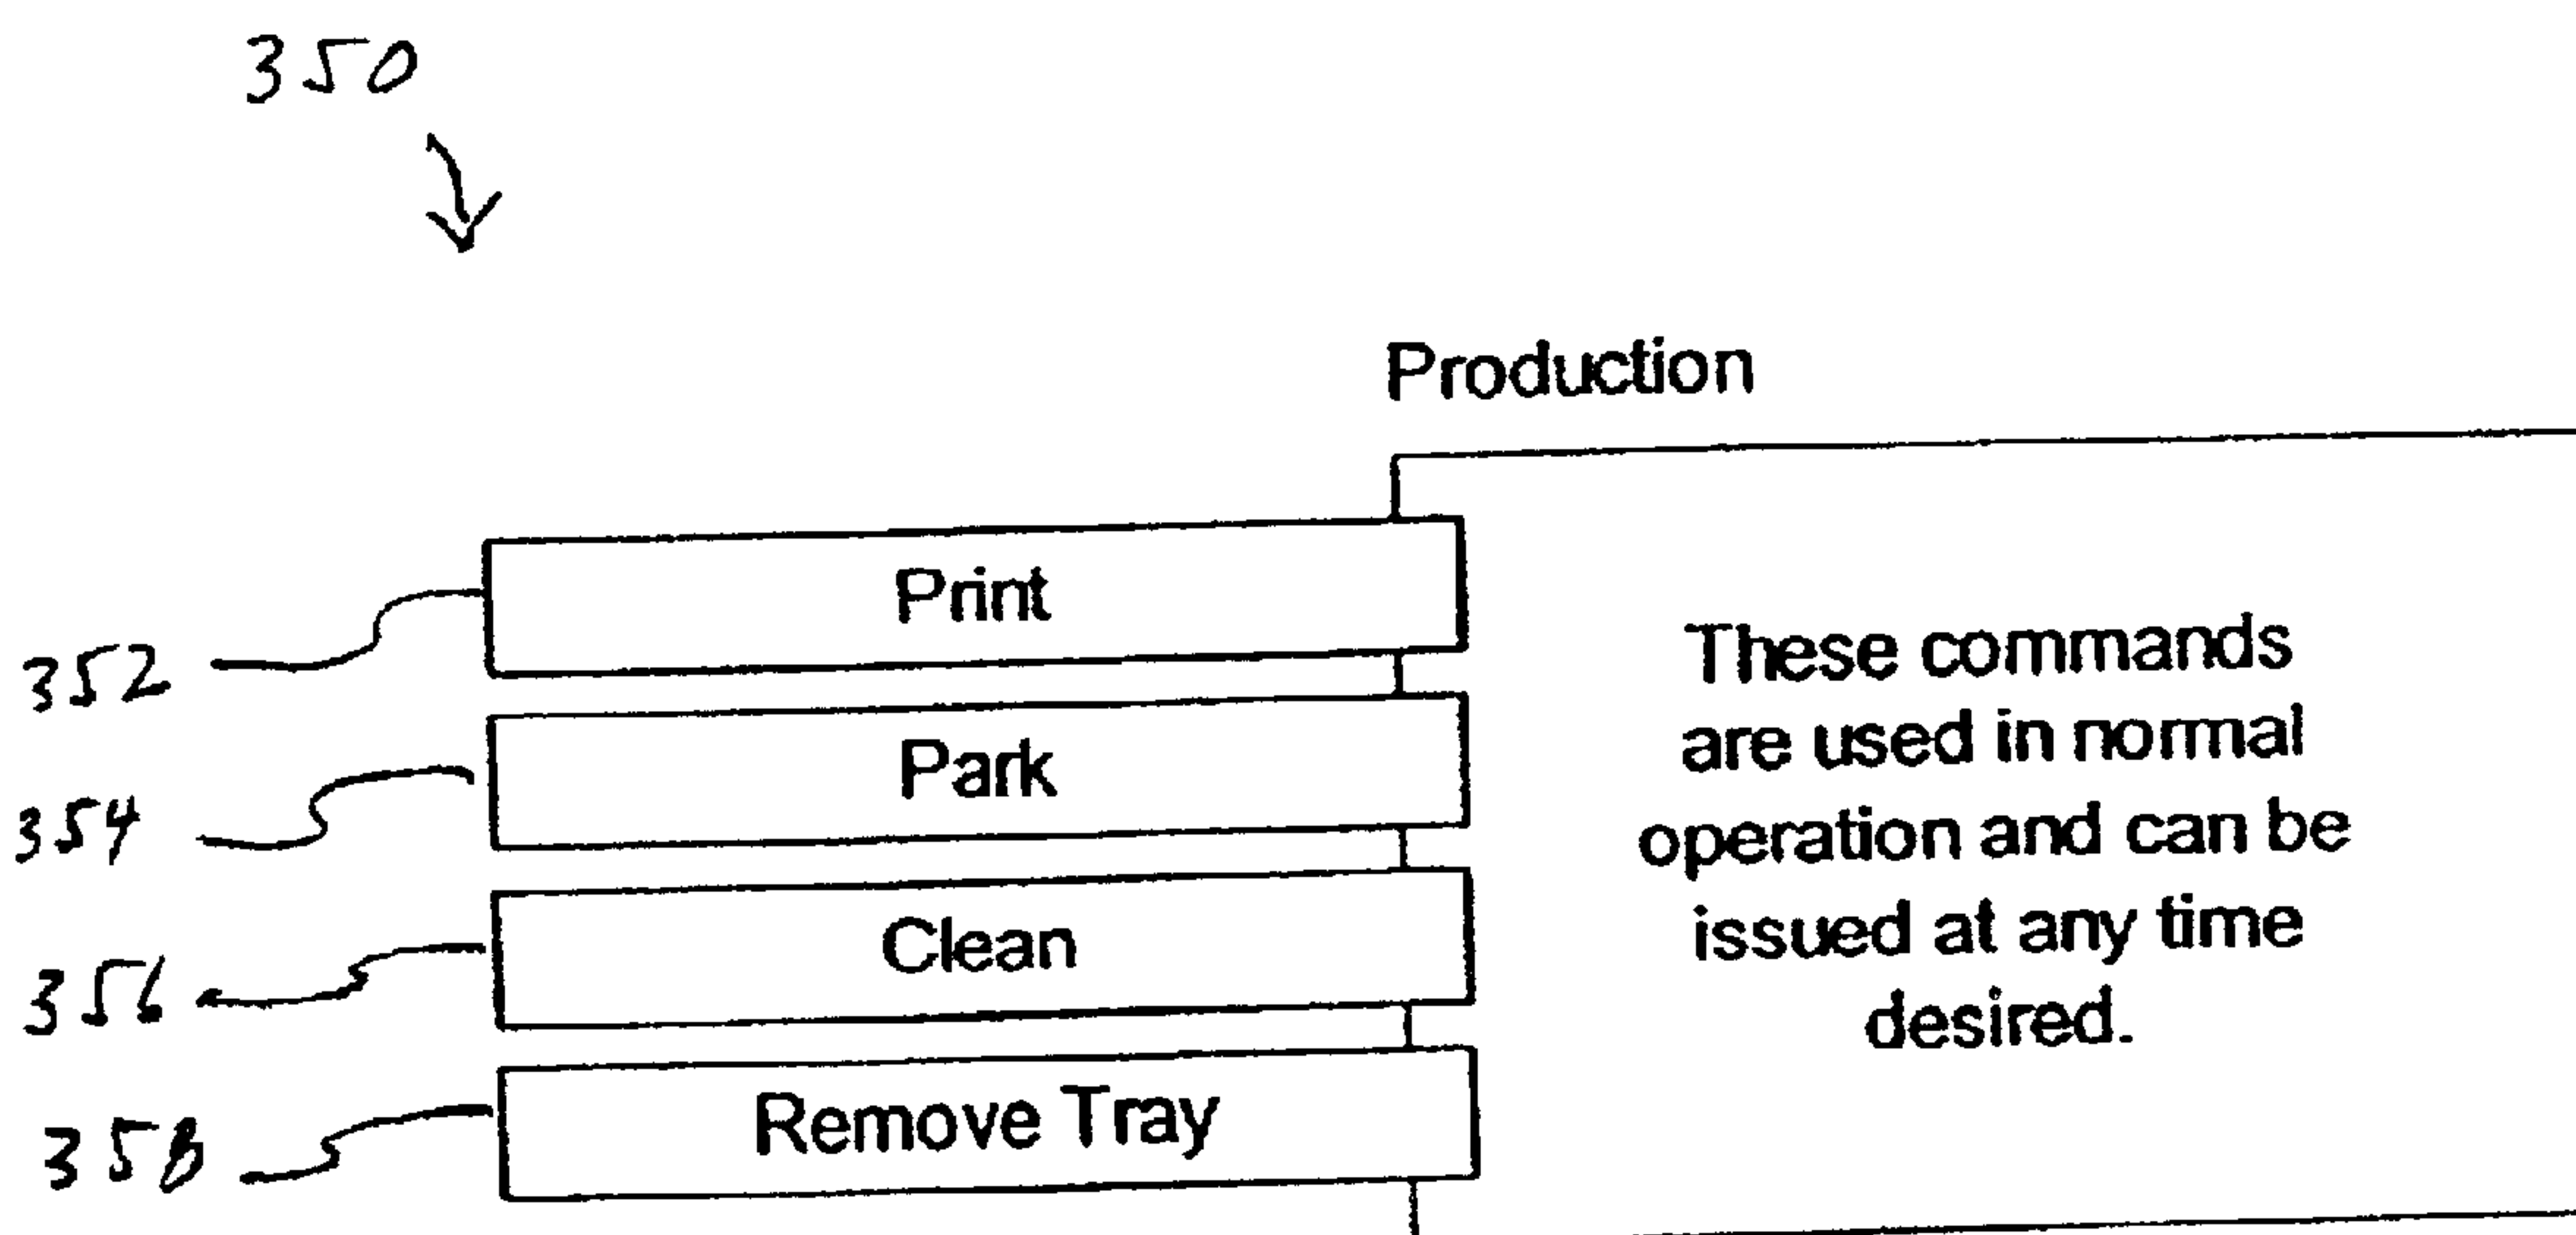 350
Production
352
Print
354
Park
356
Clean
358
Remove Tray
These commands
are used in normal
operation and can be
issued at any time
desired.